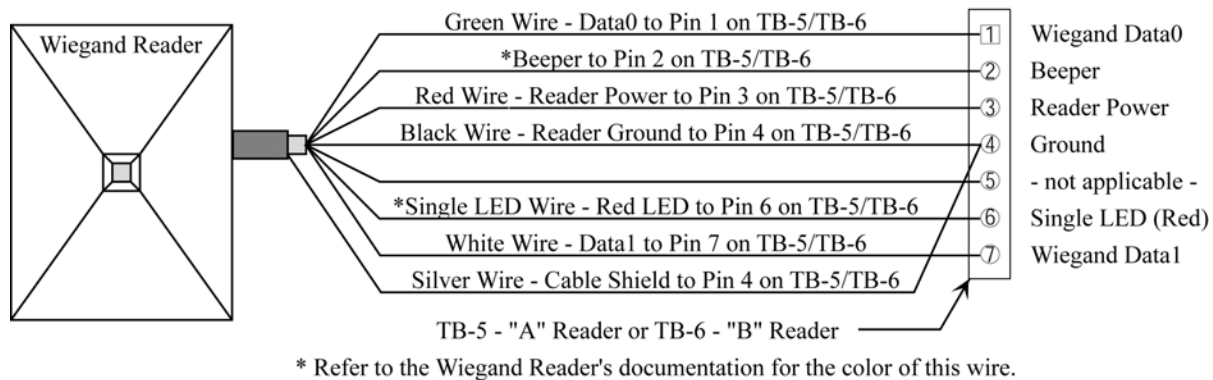 Wiegand Reader
Green Wire - Data0 to Pin 1 on TB-5/TB-6
*Beeper to Pin 2 on TB-5/TB-6
Red Wire - Reader Power to Pin 3 on TB-5/TB-6
Black Wire - Reader Ground to Pin 4 on TB-5/TB-6
*Single LED Wire - Red LED to Pin 6 on TB-5/TB-6
White Wire - Data1 to Pin 7 on TB-5/TB-6
Silver Wire - Cable Shield to Pin 4 on TB-5/TB-6
1 Wiegand Data0
2 Beeper
3 Reader Power
4 Ground
5 - not applicable -
6 Single LED (Red)
7 Wiegand Data1
TB-5 - "A" Reader or TB-6 - "B" Reader
* Refer to the Wiegand Reader's documentation for the color of this wire.